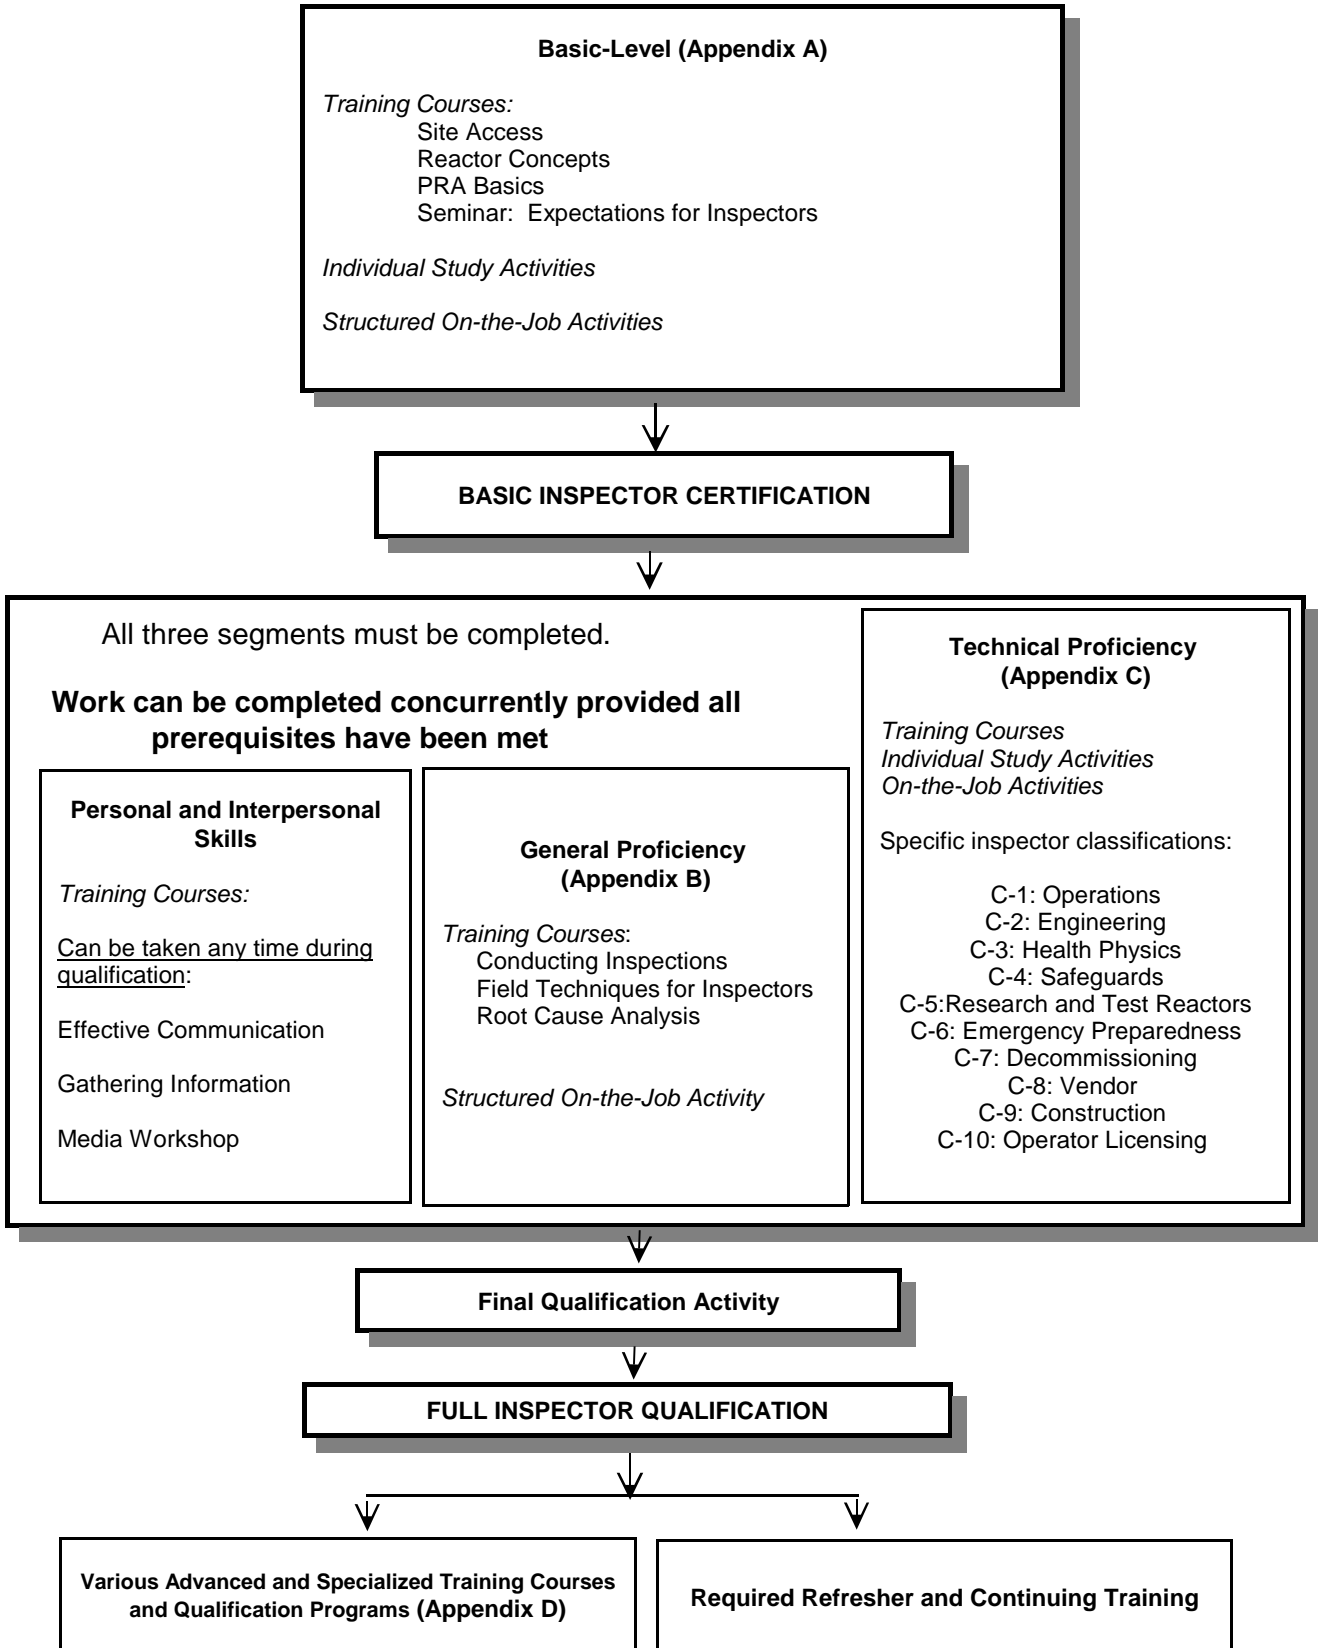 Basic-Level (Appendix A)
Training Courses:
Site Access
Reactor Concepts
PRA Basics
Seminar:  Expectations for Inspectors
Individual Study Activities
Structured On-the-Job Activities
BASIC INSPECTOR CERTIFICATION
All three segments must be completed.
Work can be completed concurrently provided all
prerequisites have been met
Personal and Interpersonal
Skills
Training Courses:
Can be taken any time during
qualification:
Effective Communication
Gathering Information
Media Workshop
General Proficiency
(Appendix B)
Training Courses:
Conducting Inspections
Field Techniques for Inspectors
Root Cause Analysis
Structured On-the-Job Activity
Technical Proficiency
(Appendix C)
Training Courses
Individual Study Activities
On-the-Job Activities
Specific inspector classifications:
C-1: Operations
C-2: Engineering
C-3: Health Physics
C-4: Safeguards
C-5:Research and Test Reactors
C-6: Emergency Preparedness
C-7: Decommissioning
C-8: Vendor
C-9: Construction
C-10: Operator Licensing
Final Qualification Activity
FULL INSPECTOR QUALIFICATION
Various Advanced and Specialized Training Courses
and Qualification Programs (Appendix D)
Required Refresher and Continuing Training